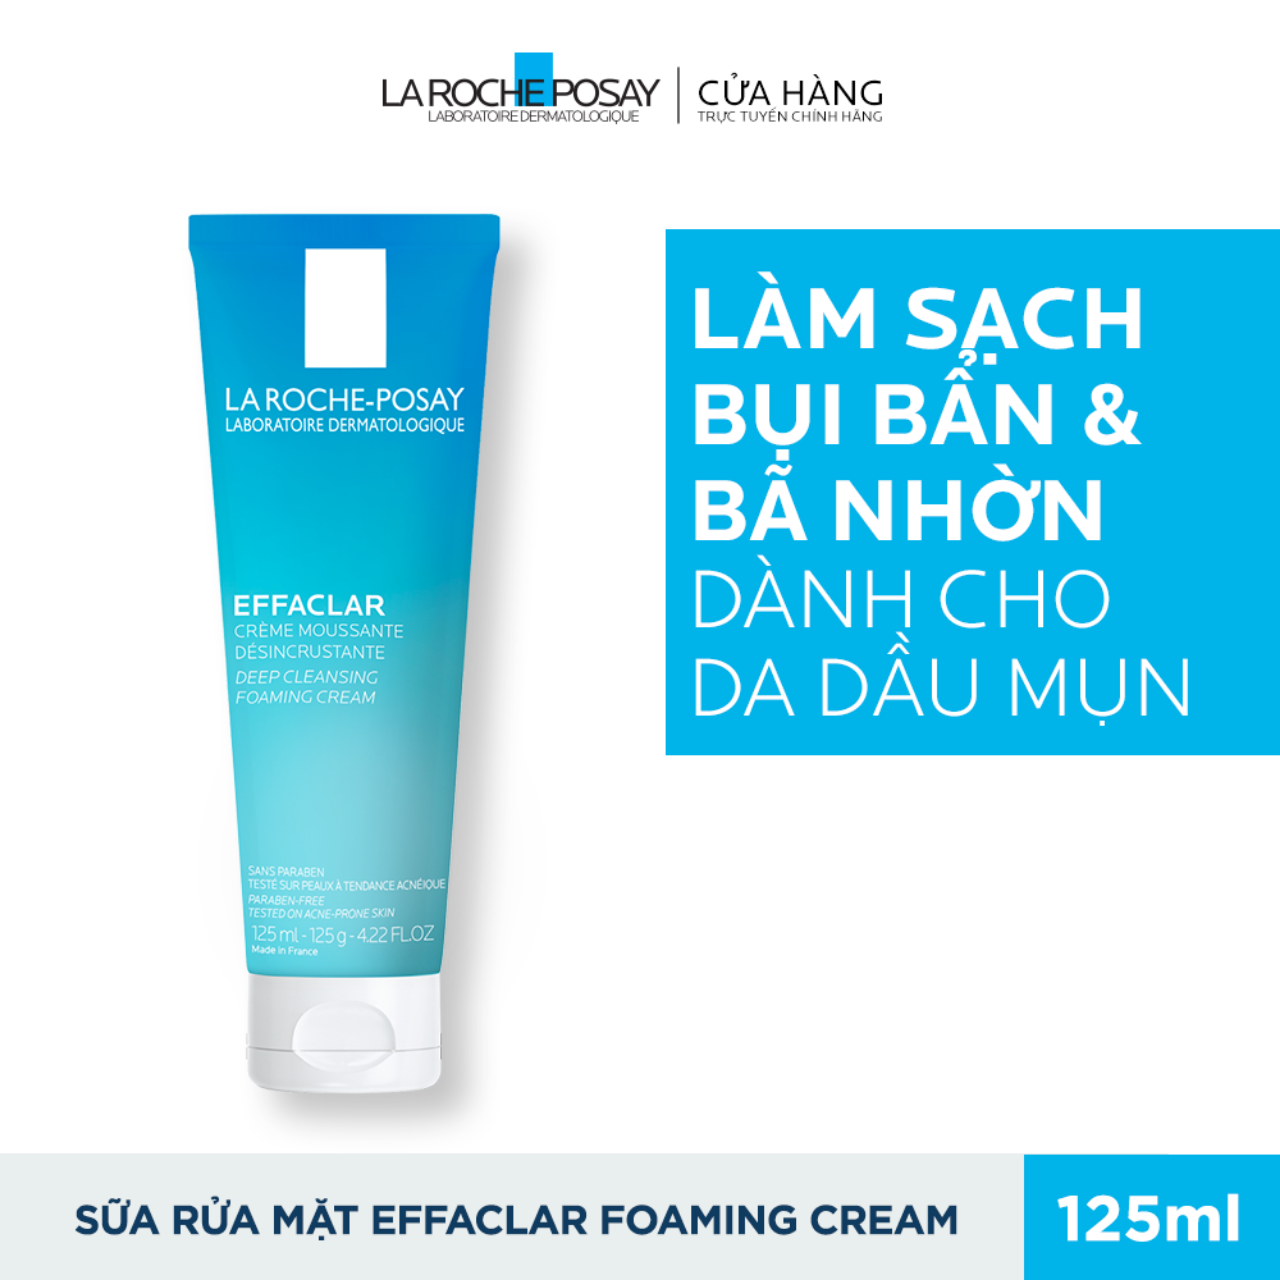 LA ROCHE POSAY
LABORATOIRE DERMATOLOGIQUE
CỬA HÀNG
TRỰC TUYẾN CHÍNH HÃNG
LA ROCHE-POSAY
LABORATOIRE DERMATOLOGIQUE
EFFACLAR
CRÈME MOUSSANTE
DÉSINCRUSTANTE
DEEP CLEANSING
FOAMING CREAM
SANS PARABEN
TESTÉ SUR PEAUX À TENDANCE ACNÉIQUE
PARABEN-FREE
TESTED ON ACNE-PRONE SKIN
125 ml - 125 g - 4.22 FL.OZ
Made in France
LÀM SẠCH
BỤI BẨN &
BÃ NHỜN
DÀNH CHO
DA DẦU MỤN
SỮA RỬA MẶT EFFACLAR FOAMING CREAM
125ml